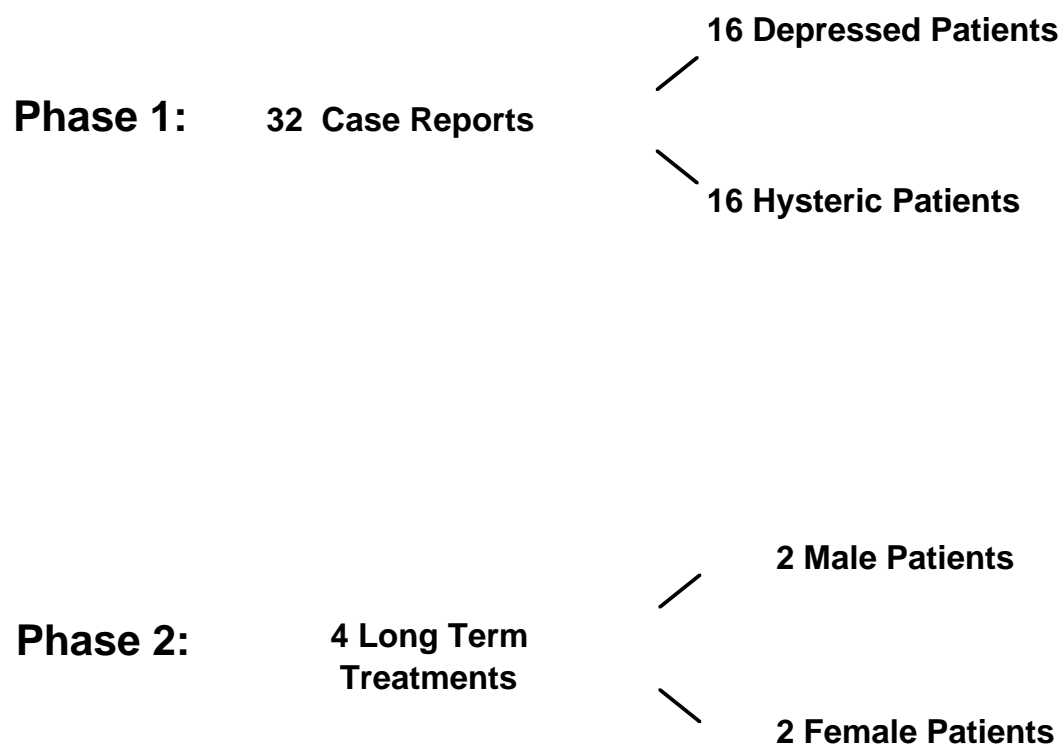 16 Depressed Patients
Phase 1: 32 Case Reports
16 Hysteric Patients
2 Male Patients
Phase 2: 4 Long Term
Treatments
2 Female Patients